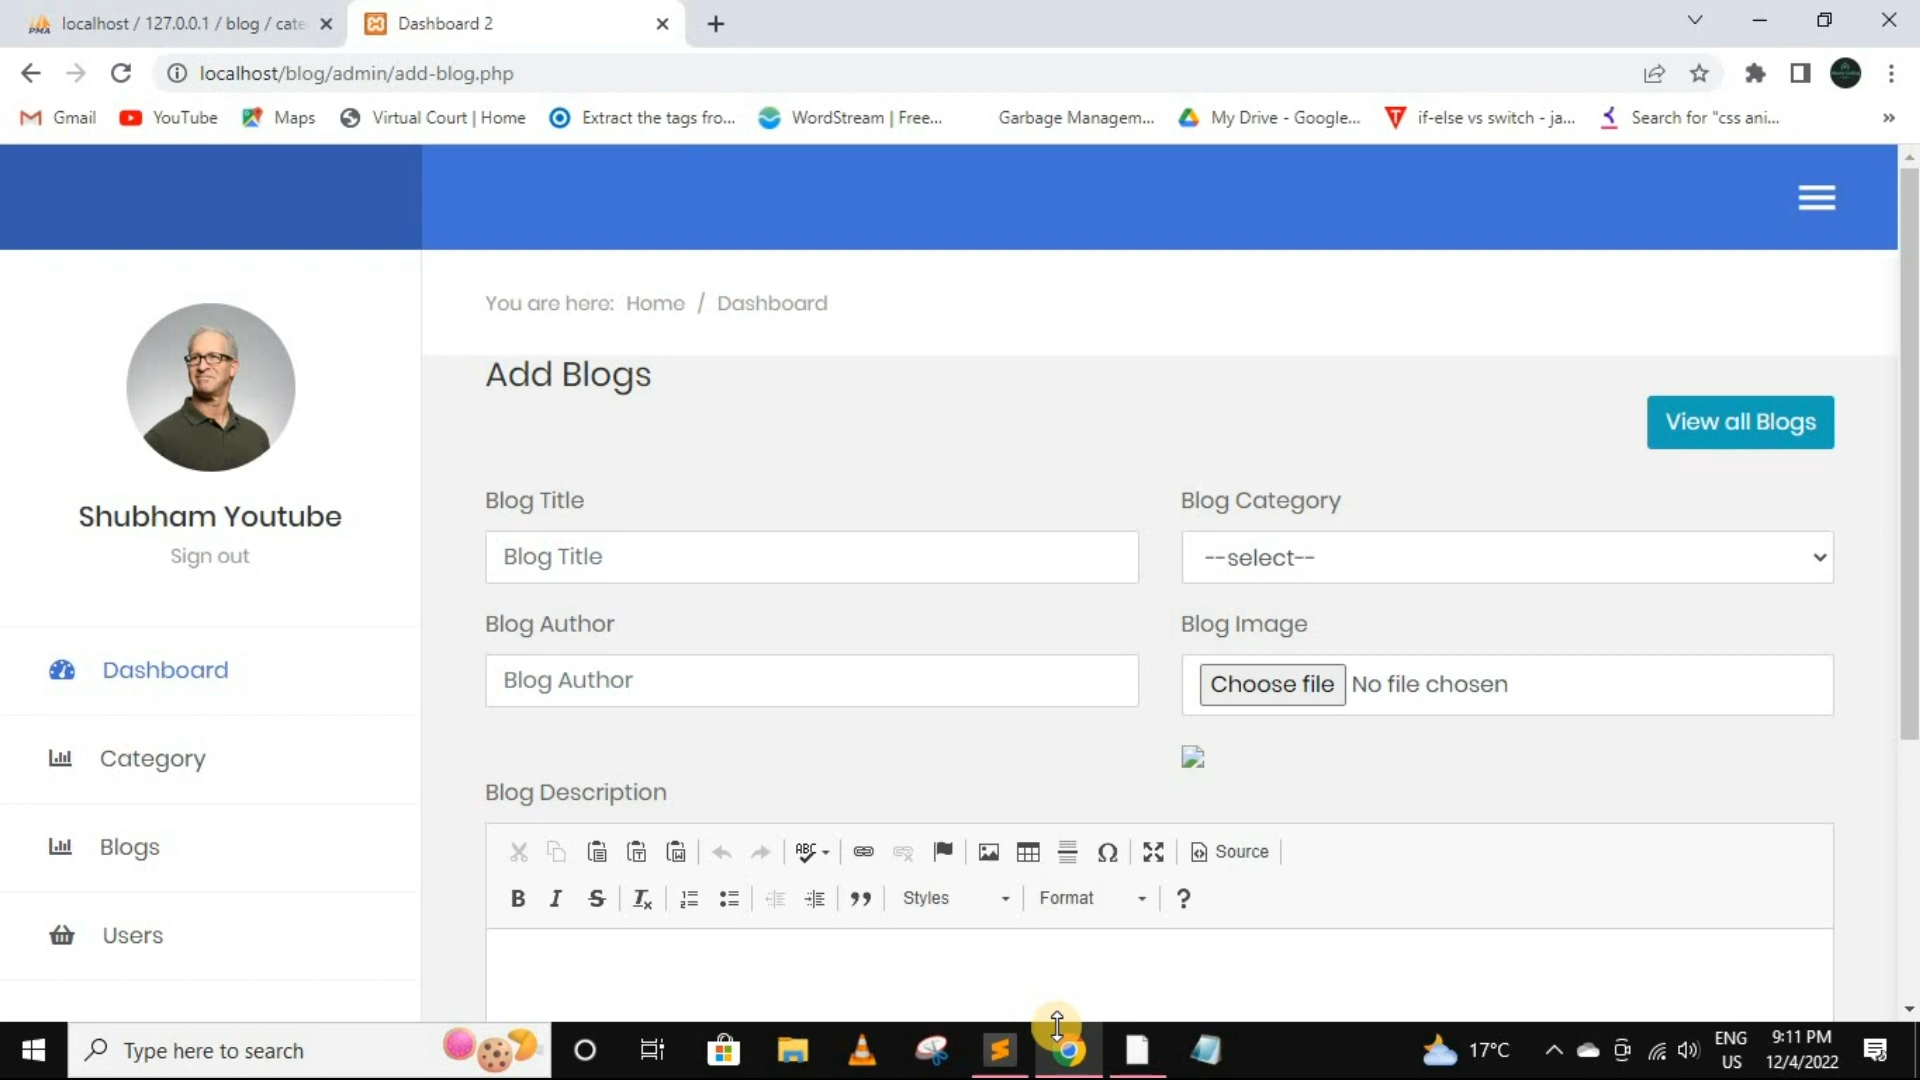 localhost / 127.0.0.1 / blog / cate
Dashboard 2
localhost/blog/admin/add-blog.php
Gmail
YouTube
Maps
Virtual Court | Home
Extract the tags fro...
WordStream | Free...
Garbage Managem...
My Drive - Google...
if-else vs switch - ja...
Search for "css ani...
»
You are here: Home / Dashboard
Add Blogs
View all Blogs
Shubham Youtube
Sign out
Dashboard
Category
Blogs
Users
Blog Title
Blog Title
Blog Category
--select--
Blog Author
Blog Author
Blog Image
Choose file No file chosen
Blog Description
ABC
Source
B I S Tx
Styles
Format
?
Type here to search
17°C
ENG
US
9:11 PM
12/4/2022